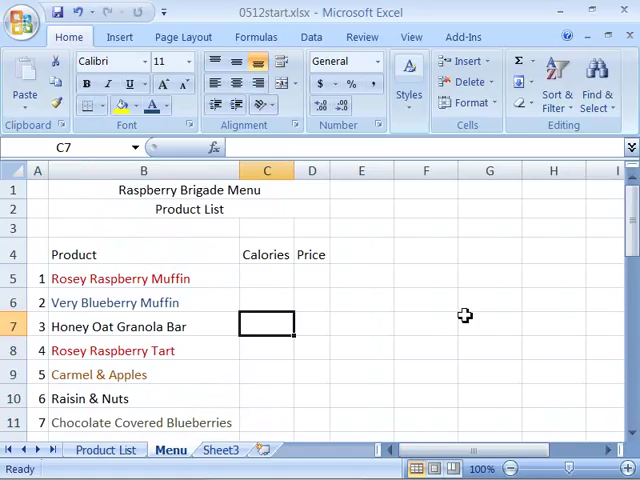 0512start.xlsx - Microsoft Excel
Home Insert Page Layout Formulas Data Review View Add-Ins
Calibri 11 General Insert Σ
Paste B I U A A $ % , Styles Delete Sort & Filter Find & Select
A Format
Clipboard Font Alignment Number Cells Editing
C7 fx
A B C D E F G H I
1 Raspberry Brigade Menu
2 Product List
3
4 Product Calories Price
5 1 Rosey Raspberry Muffin
6 2 Very Blueberry Muffin
7 3 Honey Oat Granola Bar
8 4 Rosey Raspberry Tart
9 5 Carmel & Apples
10 6 Raisin & Nuts
11 7 Chocolate Covered Blueberries
Product List Menu Sheet3
Ready 100%